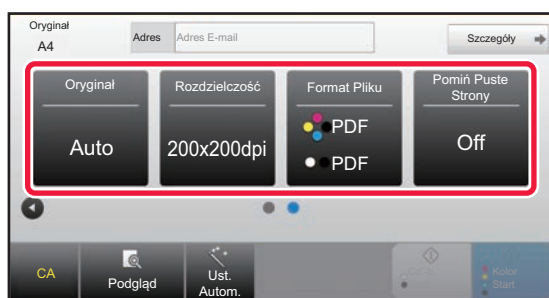 Oryginał
A4
Adres
Adres E-mail
Szczegóły
Oryginał
Auto
Rozdzielczość
200x200dpi
Format Pliku
PDF
PDF
Pomiń Puste
Strony
Off
CA
Podgląd
Ust.
Autom.
Kolor
Start